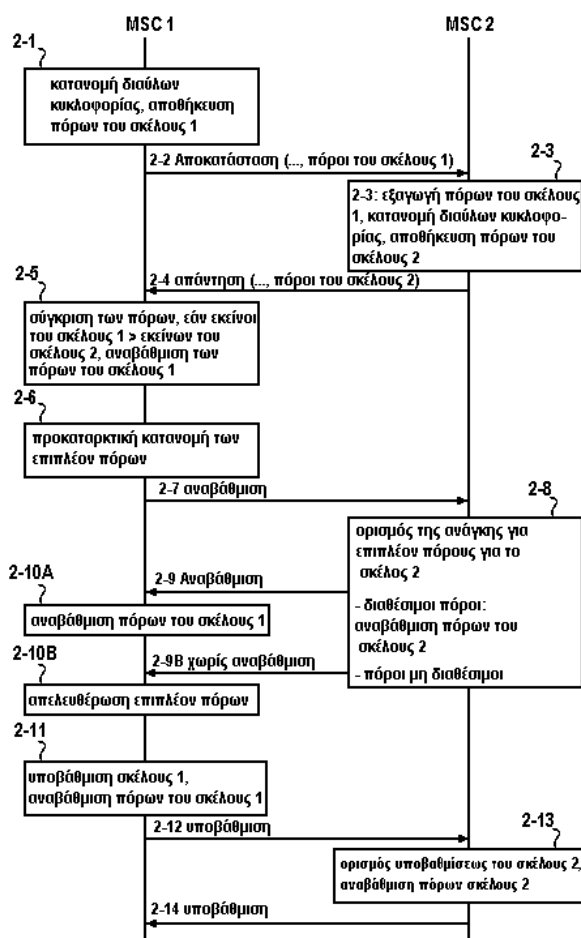 MSC 1
MSC 2
2-1
κατανομή διαύλων
κυκλοφορίας, αποθήκευση
πόρων του σκέλους 1
2-2 Αποκατάσταση (..., πόροι του σκέλους 1)
2-3
2-3: εξαγωγή πόρων του σκέλους
1, κατανομή διαύλων κυκλοφο-
ρίας, αποθήκευση πόρων του
σκέλους 2
2-4 απάντηση (..., πόροι του σκέλους 2)
2-5
σύγκριση των πόρων, εάν εκείνοι
του σκέλους 1 > εκείνων του
σκέλους 2, αναβάθμιση των
πόρων του σκέλους 1
2-6
προκαταρκτική κατανομή των
επιπλέον πόρων
2-7 αναβάθμιση
2-8
ορισμός της ανάγκης για
επιπλέον πόρους για το
σκέλος 2
- διαθέσιμοι πόροι:
αναβάθμιση πόρων του
σκέλους 2
- πόροι μη διαθέσιμοι
2-9 Αναβάθμιση
2-10A
αναβάθμιση πόρων του σκέλους 1
2-9B χωρίς αναβάθμιση
2-10B
απελευθέρωση επιπλέον πόρων
2-11
υποβάθμιση σκέλους 1,
αναβάθμιση πόρων του σκέλους 1
2-12 υποβάθμιση
2-13
ορισμός υποβαθμίσεως του σκέλους 2,
αναβάθμιση πόρων σκέλους 2
2-14 υποβάθμιση